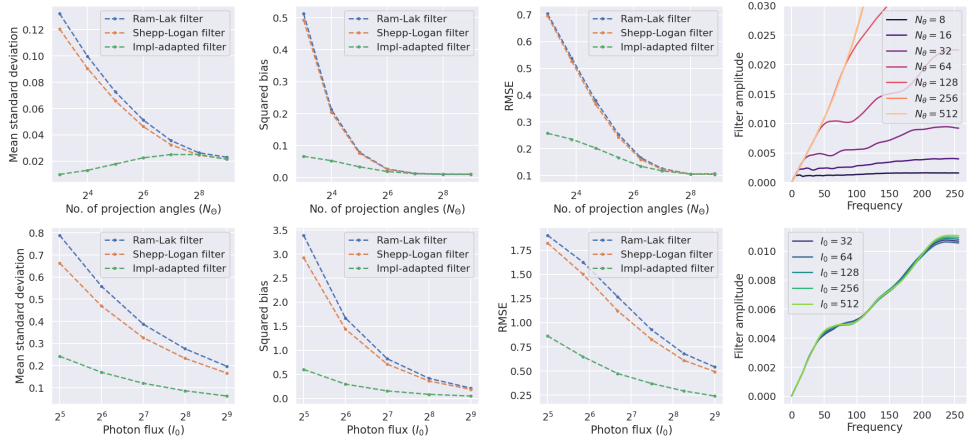 Mean standard deviation
0.12
0.10
0.08
0.06
0.04
0.02
Ram-Lak filter
Shepp-Logan filter
Impl-adapted filter
2^4
2^6
2^8
No. of projection angles (N_Θ)
Squared bias
0.5
0.4
0.3
0.2
0.1
0.0
Ram-Lak filter
Shepp-Logan filter
Impl-adapted filter
2^4
2^6
2^8
No. of projection angles (N_Θ)
RMSE
0.7
0.6
0.5
0.4
0.3
0.2
0.1
Ram-Lak filter
Shepp-Logan filter
Impl-adapted filter
2^4
2^6
2^8
No. of projection angles (N_Θ)
Filter amplitude
0.030
0.025
0.020
0.015
0.010
0.005
0.000
N_θ = 8
N_θ = 16
N_θ = 32
N_θ = 64
N_θ = 128
N_θ = 256
N_θ = 512
0 50 100 150 200 250
Frequency
Mean standard deviation
0.8
0.7
0.6
0.5
0.4
0.3
0.2
0.1
Ram-Lak filter
Shepp-Logan filter
Impl-adapted filter
2^5 2^6 2^7 2^8 2^9
Photon flux (I_0)
Squared bias
3.5
3.0
2.5
2.0
1.5
1.0
0.5
0.0
Ram-Lak filter
Shepp-Logan filter
Impl-adapted filter
2^5 2^6 2^7 2^8 2^9
Photon flux (I_0)
RMSE
1.75
1.50
1.25
1.00
0.75
0.50
0.25
Ram-Lak filter
Shepp-Logan filter
Impl-adapted filter
2^5 2^6 2^7 2^8 2^9
Photon flux (I_0)
Filter amplitude
0.010
0.008
0.006
0.004
0.002
0.000
I_0 = 32
I_0 = 64
I_0 = 128
I_0 = 256
I_0 = 512
0 50 100 150 200 250
Frequency